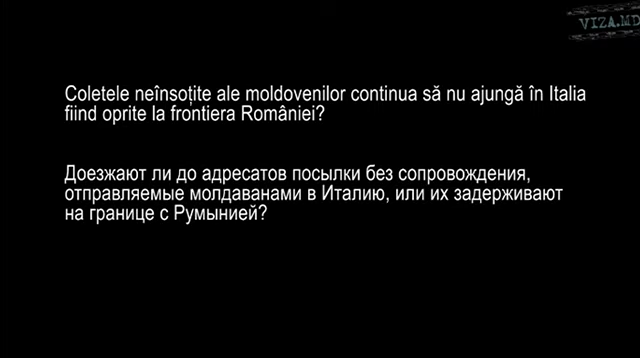 VIZA.MD
Coletele neînsoțite ale moldovenilor continua să nu ajungă în Italia
fiind oprite la frontiera României?
Доезжают ли до адресатов посылки без сопровождения,
отправляемые молдаванами в Италию, или их задерживают
на границе с Румынией?